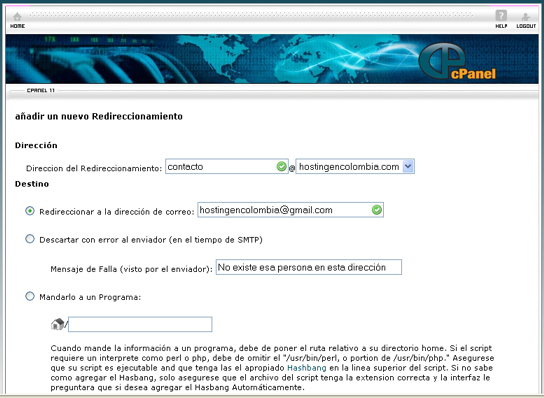 HOME HELP LOGOUT
cPanel
CPANEL 11
añadir un nuevo Redireccionamiento
Dirección
Direccion del Redireccionamiento: contacto @ hostingencolombia.com
Destino
Redireccionar a la dirección de correo: hostingencolombia@gmail.com
Descartar con error al enviador (en el tiempo de SMTP)
Mensaje de Falla (visto por el enviador): No existe esa persona en esta dirección
Mandarlo a un Programa:
/
Cuando mande la información a un programa, debe de poner el ruta relativo a su directorio home. Si el script
requiere un interprete como perl o php, debe de omitir el "/usr/bin/perl, o portion de /usr/bin/php." Asegurese
que su script es ejecutable and que tenga las el apropiado Hashbang en la linea superior del script. Si no sabe
como agregar el Hasbang, solo asegurese que el archivo del script tenga la extension correcta y la interfaz le
preguntara que si desea agregar el Hasbang Automáticamente.